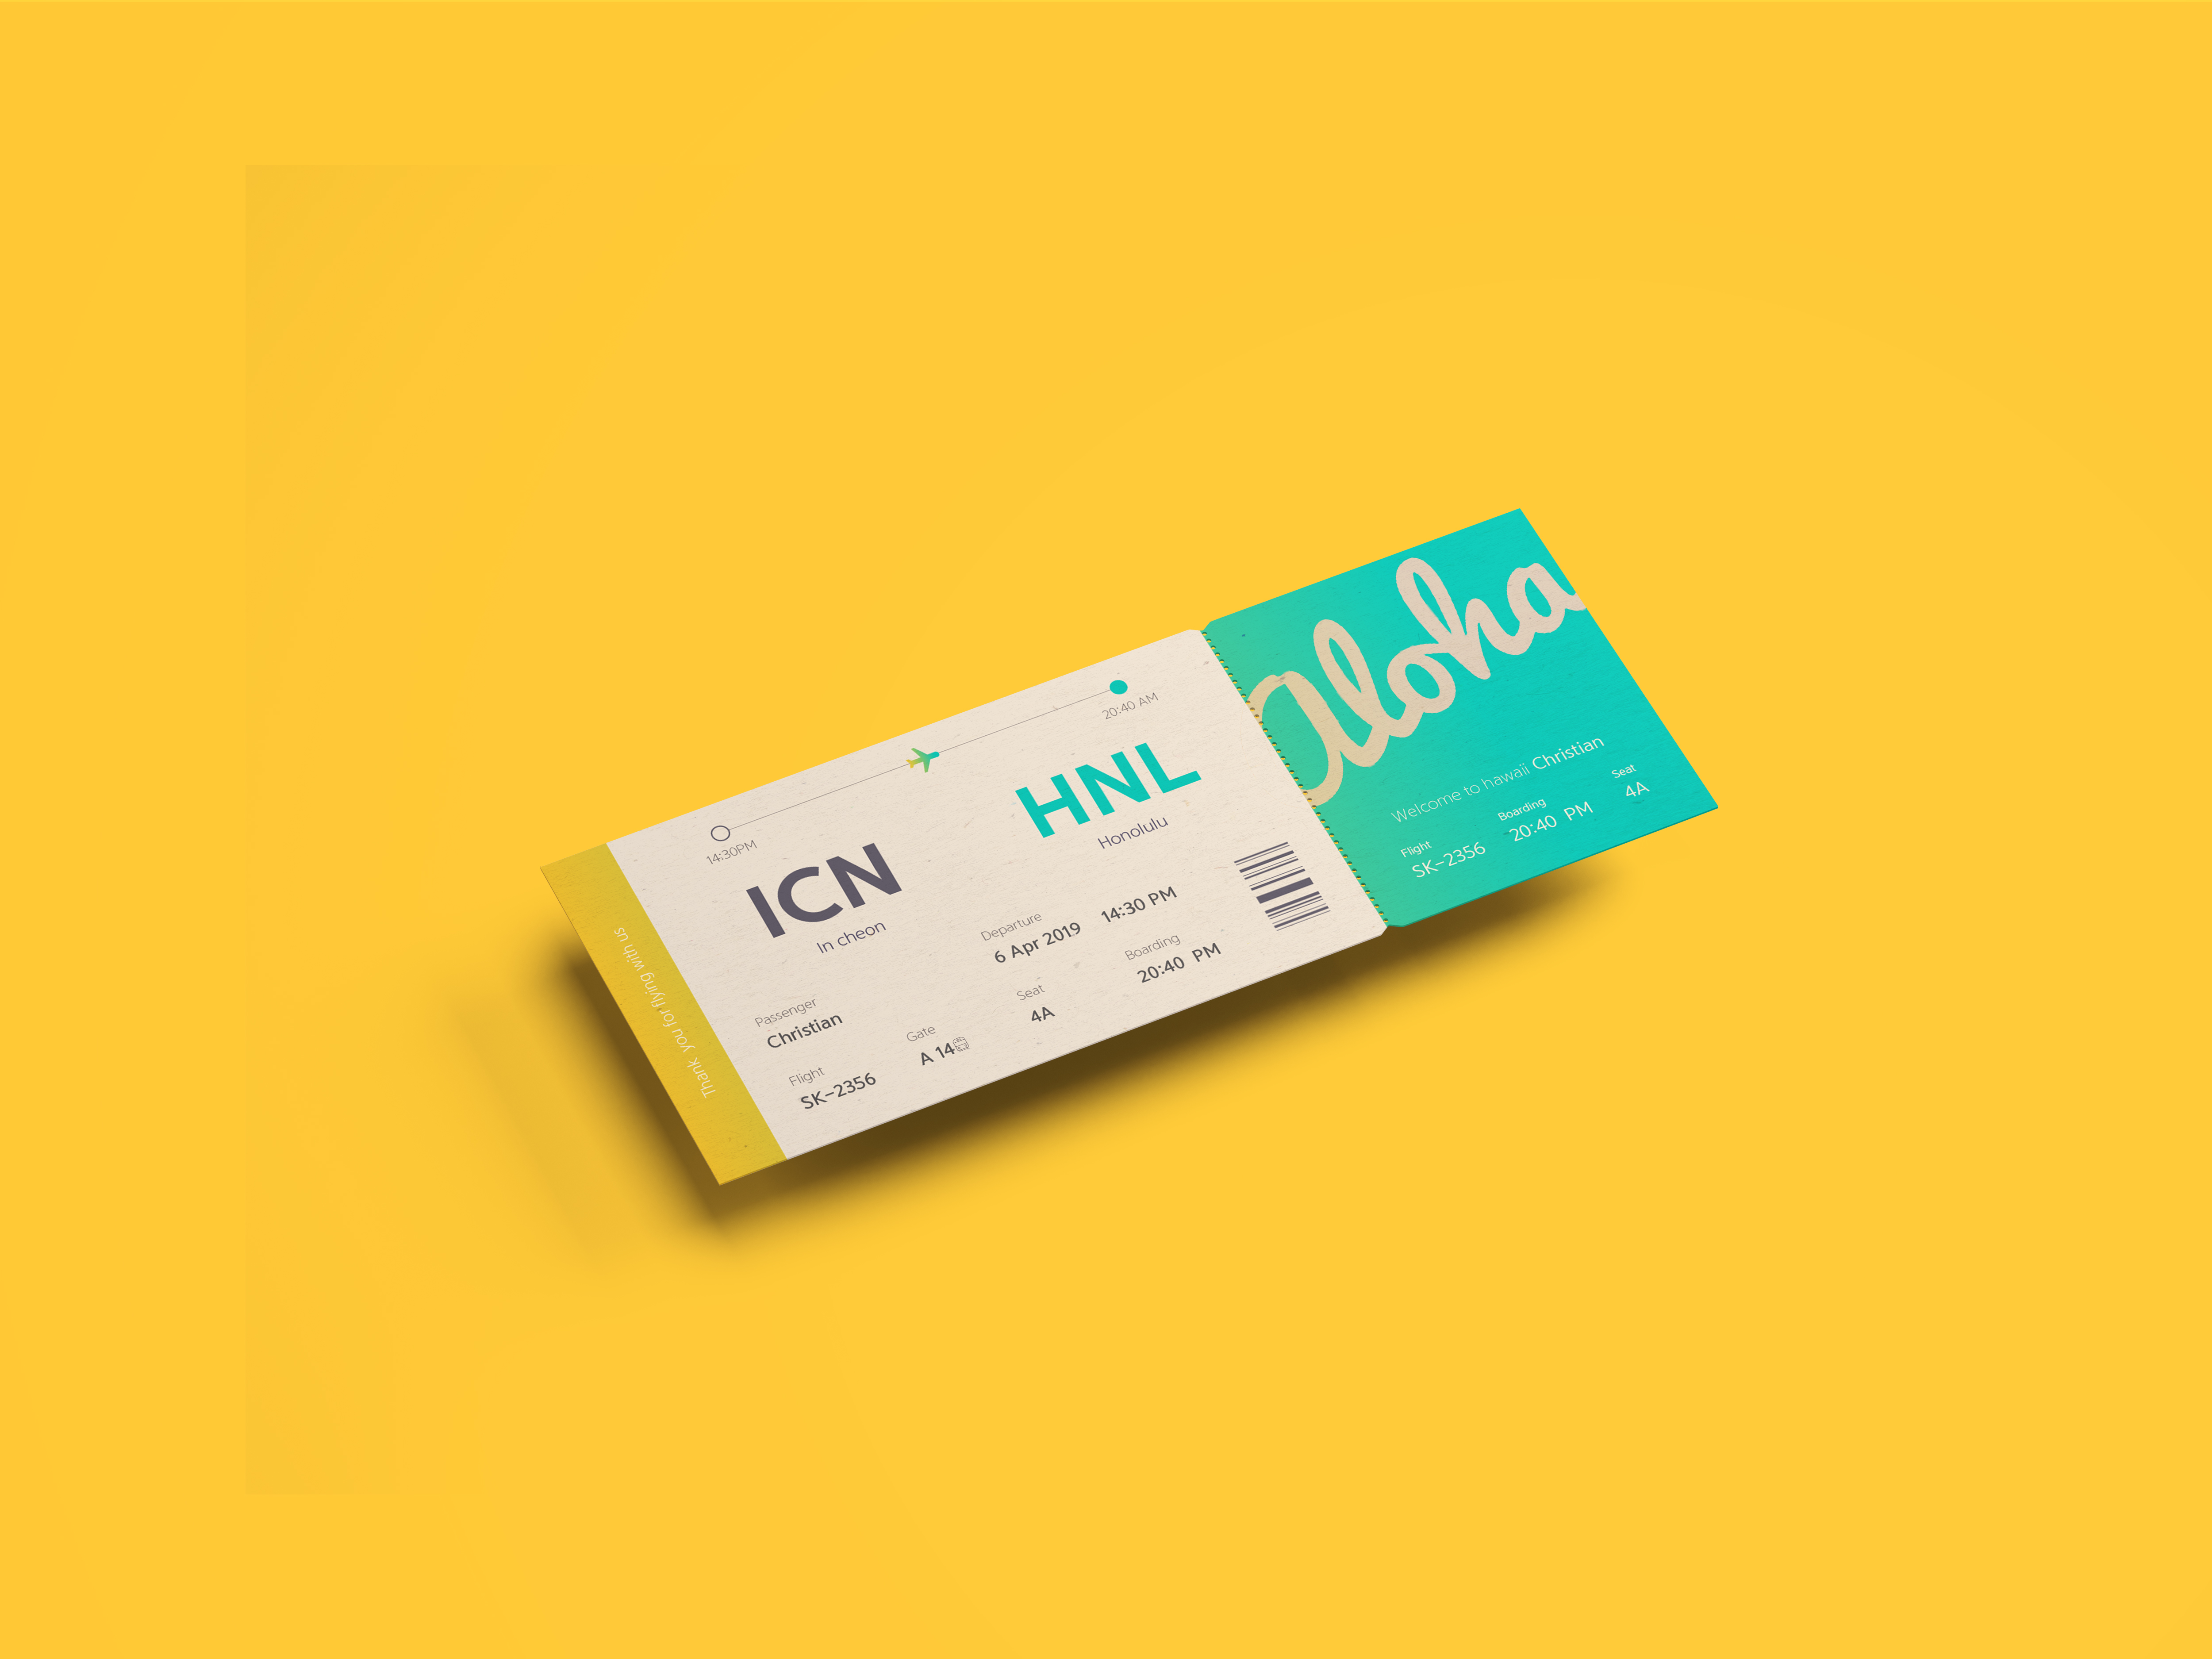 14:30PM
20:40 AM
ICN
HNL
In cheon
Honolulu
Passenger
Christian
Departure
6 Apr 2019 14:30 PM
Flight
SK-2356
Gate
A 14
Seat
4A
Boarding
20:40 PM
Thank you for flying with us
aloha
Welcome to hawaii Christian
Flight
SK-2356
Boarding
20:40 PM
Seat
4A